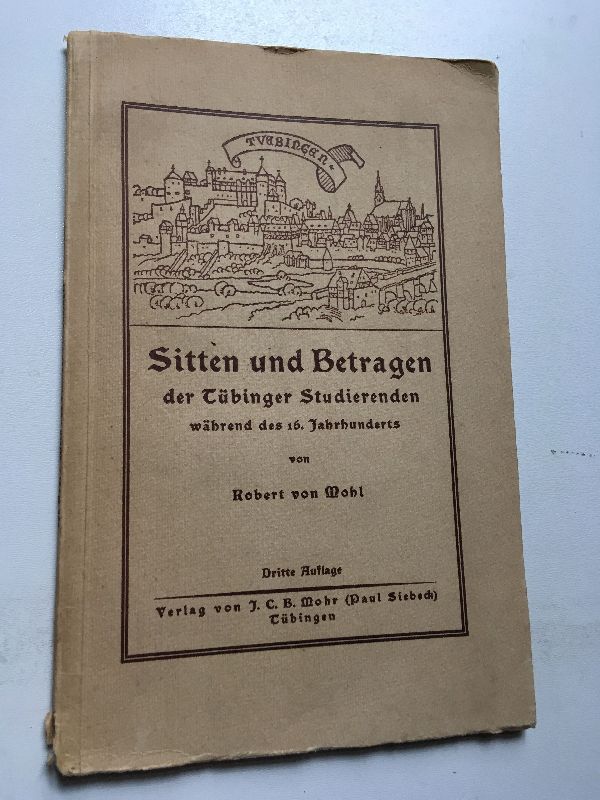 TVEBINGEN
Sitten und Betragen
der Tübinger Studierenden
während des 16. Jahrhunderts
von
Robert von Mohl
Dritte Auflage
Verlag von J. C. B. Mohr (Paul Siebeck)
Tübingen